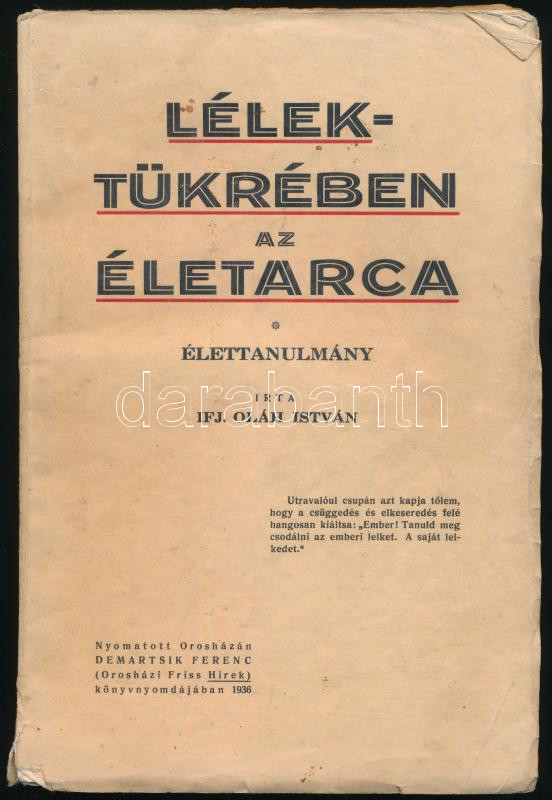 LÉLEK-
TÜKRÉBEN
AZ
ÉLETARCA
ÉLETTANULMÁNY
IRTA
IFJ. OLÁH ISTVÁN
darabanth
Utravalóul csupán azt kapja tőlem,
hogy a csüggedés és elkeseredés felé
hangosan kiáltsa: „Ember! Tanuld meg
csodálni az emberi lelket. A saját lel-
kedet.“
Nyomatott Orosházán
DEMARTSIK FERENC
(Orosházi Friss Hirek)
könyvnyomdájában 1936